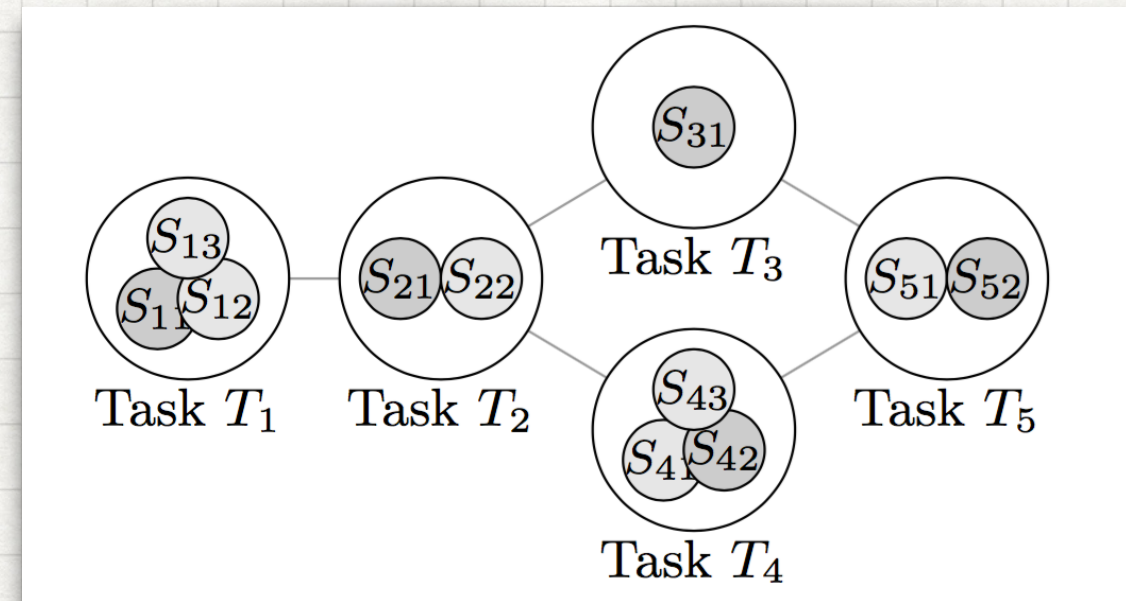 S13
S11 S12
Task T1
S21 S22
Task T2
S31
Task T3
S43
S41 S42
Task T4
S51 S52
Task T5